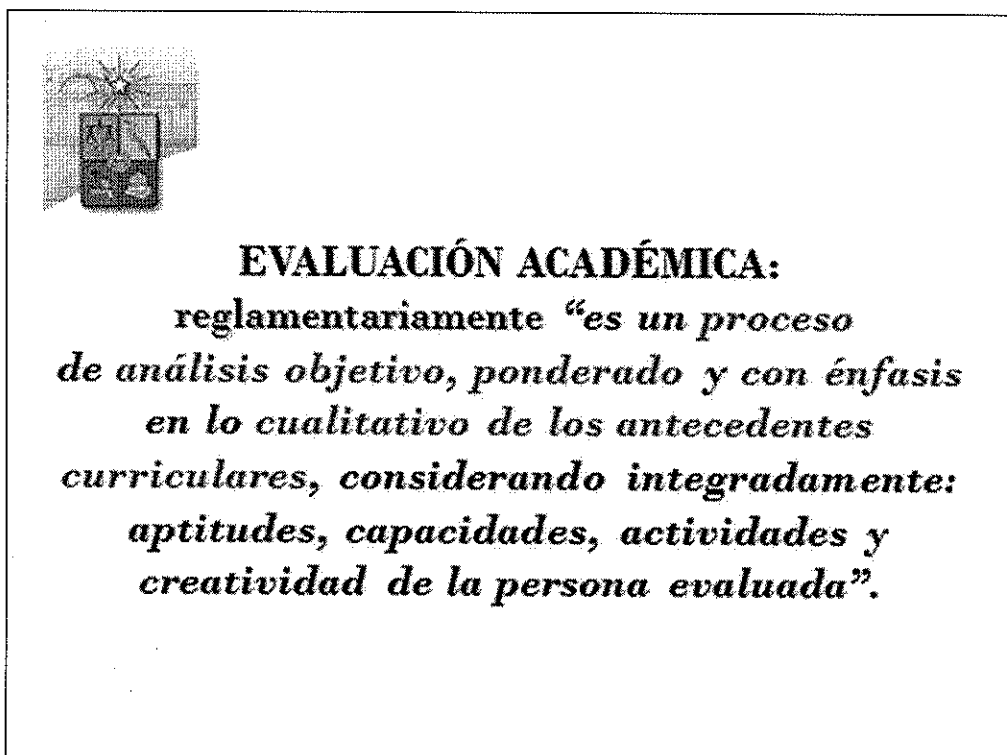 EVALUACIÓN ACADÉMICA:
reglamentariamente “es un proceso
de análisis objetivo, ponderado y con énfasis
en lo cualitativo de los antecedentes
curriculares, considerando integradamente:
aptitudes, capacidades, actividades y
creatividad de la persona evaluada”.